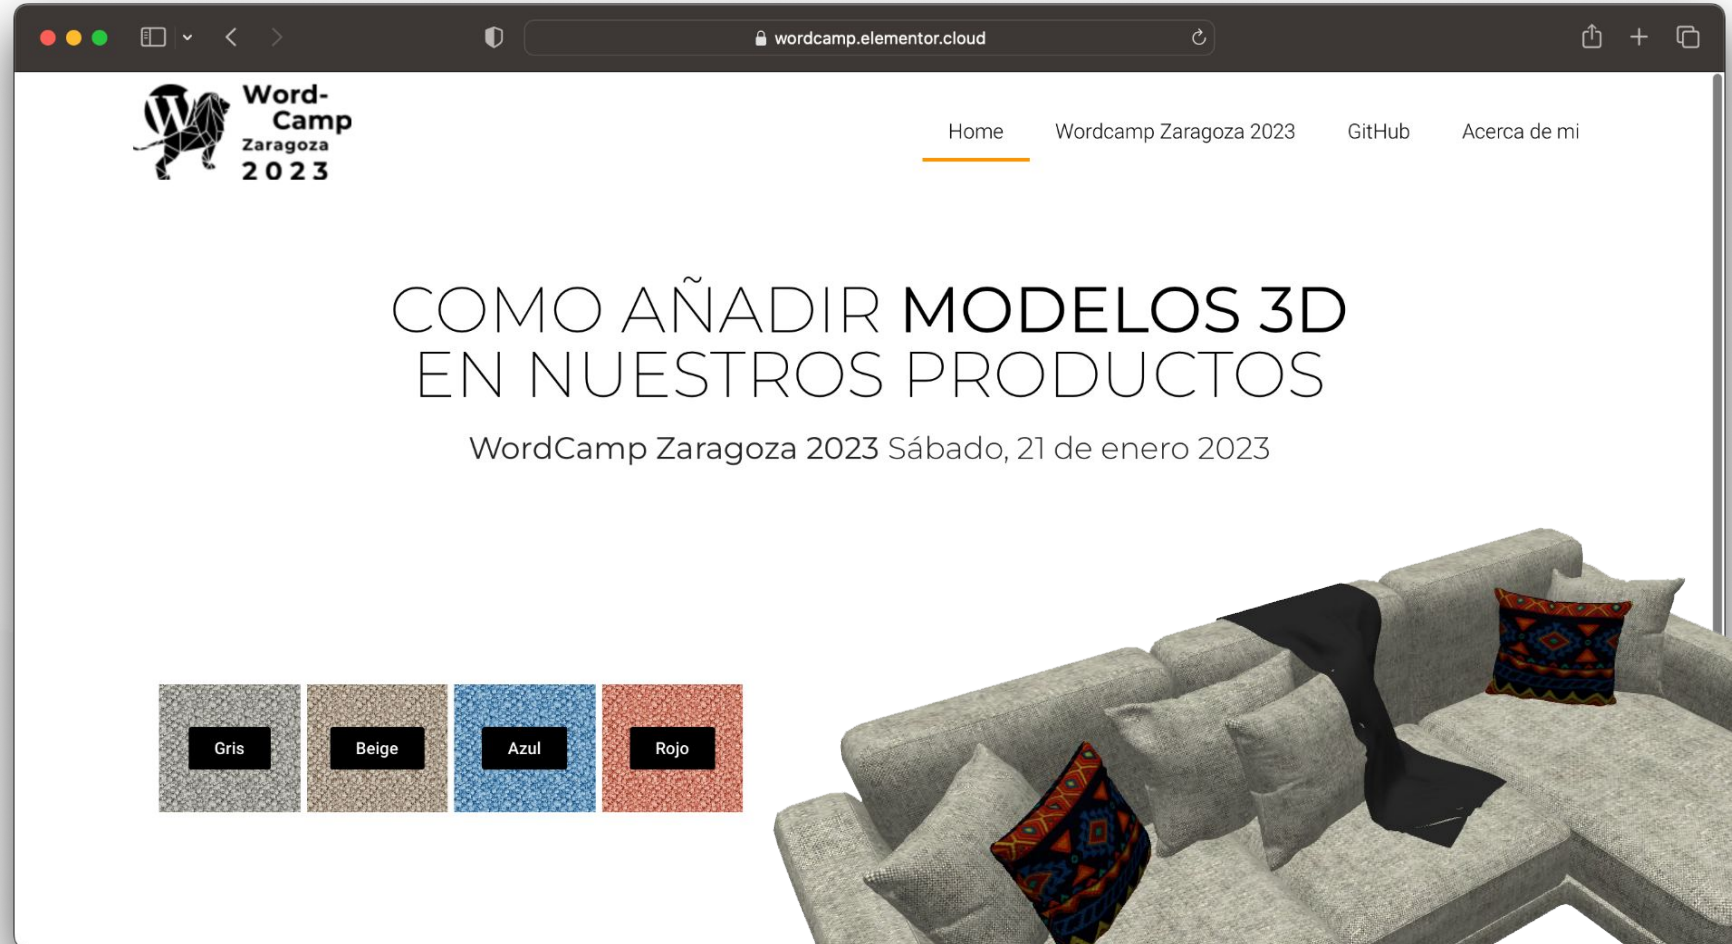 wordcamp.elementor.cloud
Word-
Camp
Zaragoza
2023
Home
Wordcamp Zaragoza 2023
GitHub
Acerca de mi
COMO AÑADIR MODELOS 3D
EN NUESTROS PRODUCTOS
WordCamp Zaragoza 2023 Sábado, 21 de enero 2023
Gris
Beige
Azul
Rojo